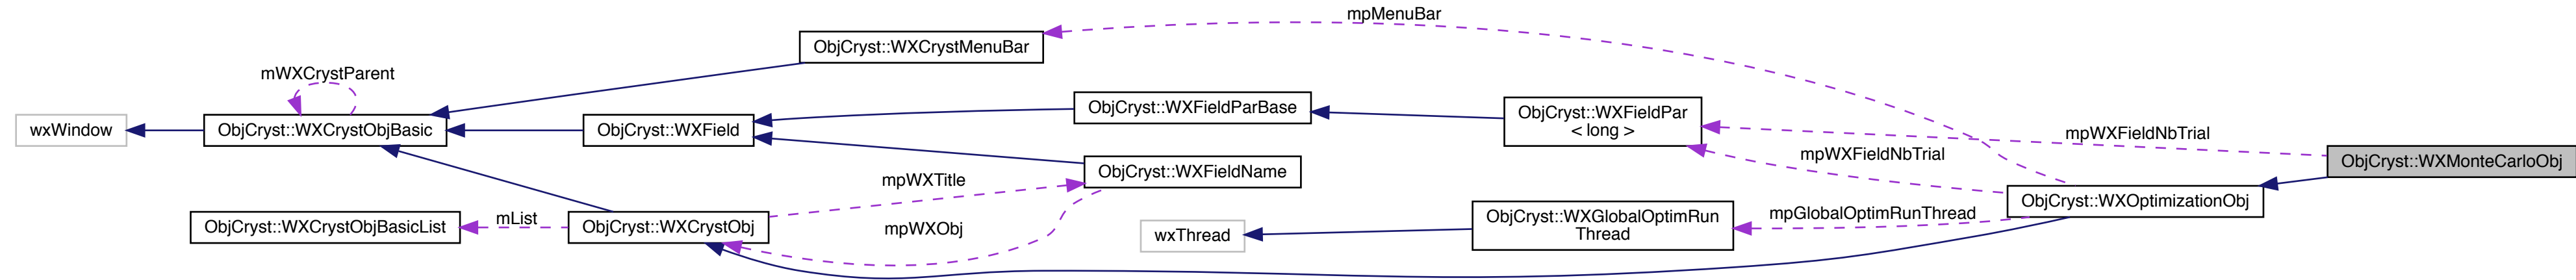 mpMenuBar
ObjCryst::WXCrystMenuBar
mWXCrystParent
ObjCryst::WXFieldParBase
ObjCryst::WXFieldPar
< long >
wxWindow
ObjCryst::WXCrystObjBasic
ObjCryst::WXField
mpWXFieldNbTrial
mpWXFieldNbTrial
ObjCryst::WXMonteCarloObj
ObjCryst::WXFieldName
mpWXTitle
ObjCryst::WXOptimizationObj
mpGlobalOptimRunThread
ObjCryst::WXGlobalOptimRun
Thread
mList
ObjCryst::WXCrystObjBasicList
ObjCryst::WXCrystObj
mpWXObj
wxThread